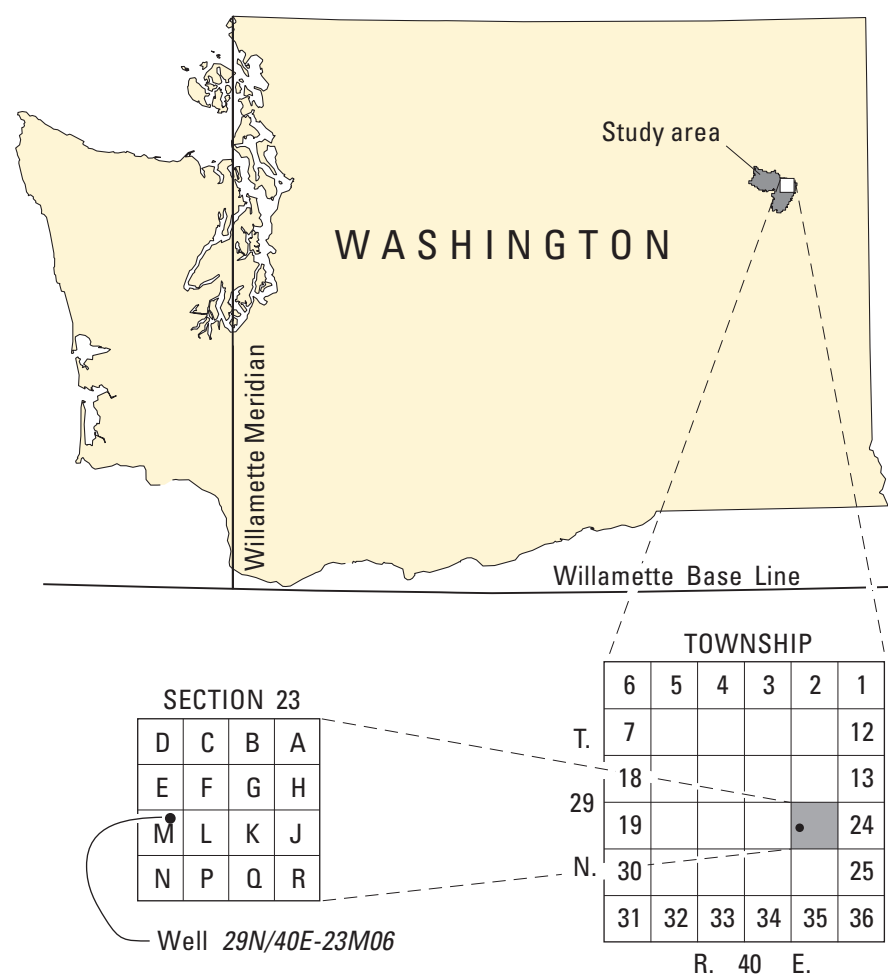 Study area
WASHINGTON
Willamette Meridian
Willamette Base Line
TOWNSHIP
6 5 4 3 2 1
7 12
18 13
19 24
30 25
31 32 33 34 35 36
T.
29
N.
R. 40 E.
SECTION 23
D C B A
E F G H
M L K J
N P Q R
Well 29N/40E-23M06